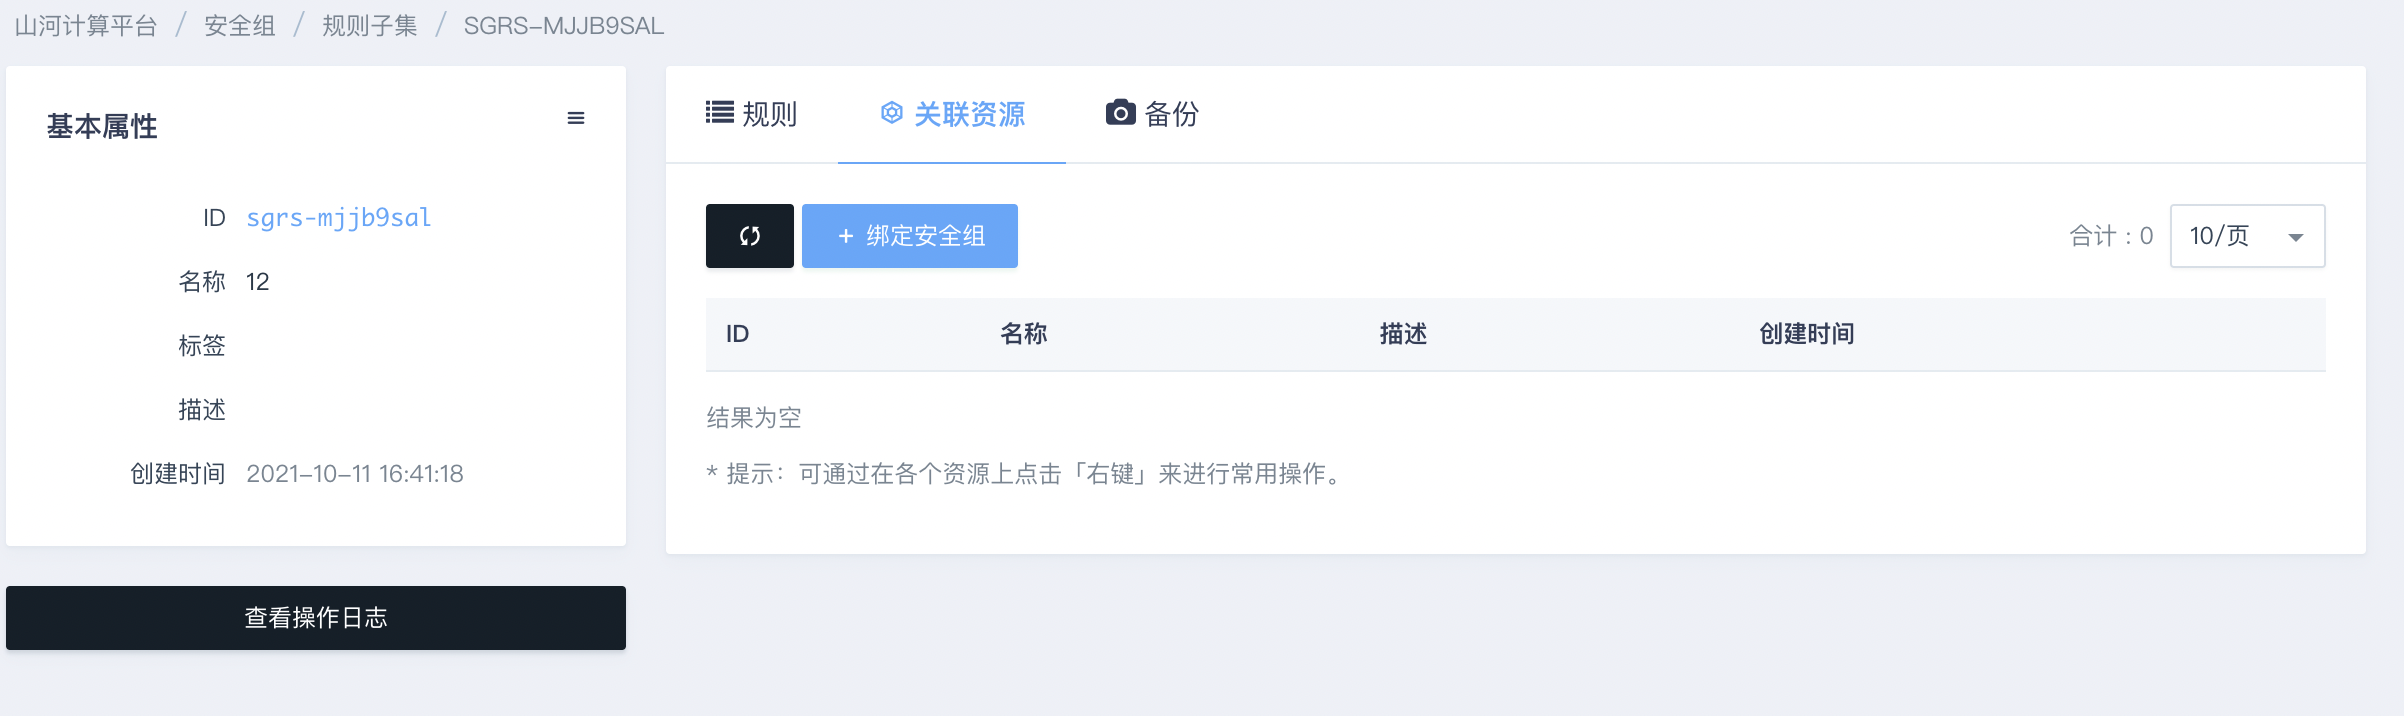 山河计算平台 / 安全组 / 规则子集 / SGRS-MJJB9SAL
基本属性
ID sgrs-mjjb9sal
名称 12
标签
描述
创建时间 2021-10-11 16:41:18
查看操作日志
规则 关联资源 备份
+ 绑定安全组
合计：0 10/页
ID 名称 描述 创建时间
结果为空
* 提示：可通过在各个资源上点击「右键」来进行常用操作。